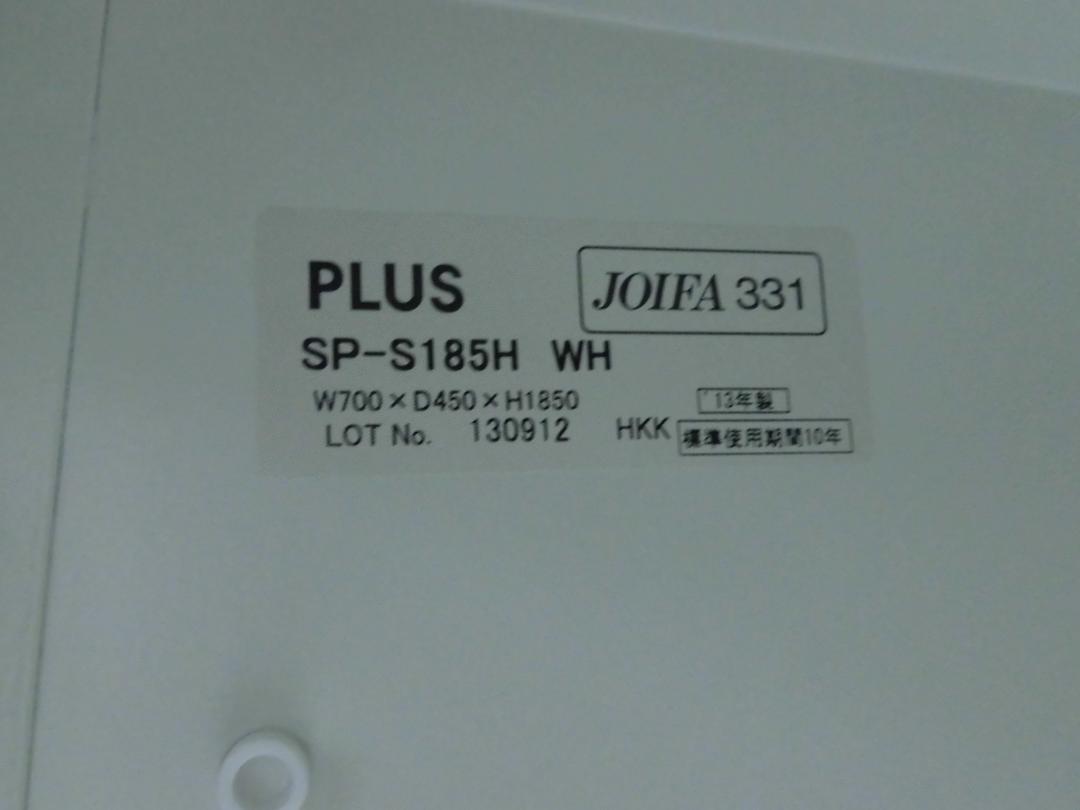 PLUS JOIFA 331
SP-S185H WH
W700×D450×H1850 '13年製
LOT No. 130912 HKK 標準使用期間10年